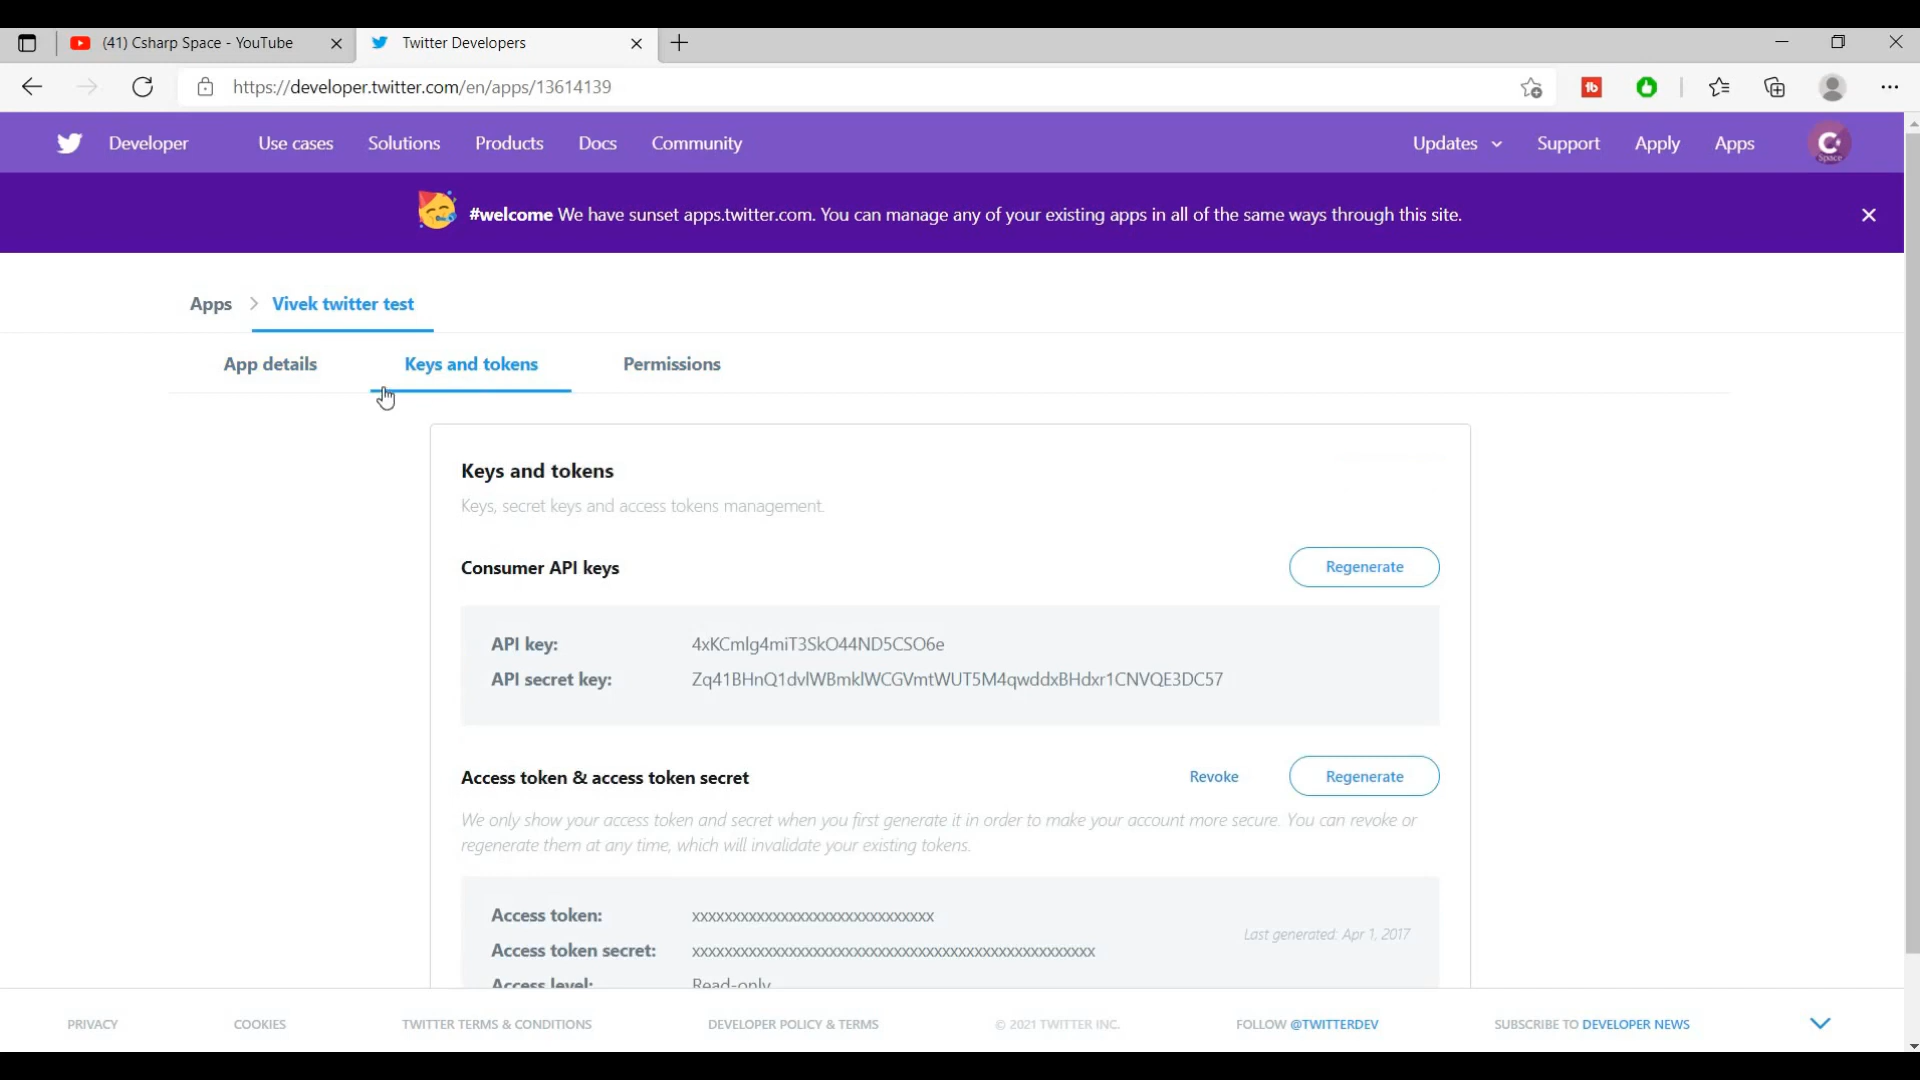 (41) Csharp Space - YouTube
Twitter Developers
https://developer.twitter.com/en/apps/13614139
Developer
Use cases
Solutions
Products
Docs
Community
Updates
Support
Apply
Apps
Space
#welcome We have sunset apps.twitter.com. You can manage any of your existing apps in all of the same ways through this site.
Apps > Vivek twitter test
App details
Keys and tokens
Permissions
Keys and tokens
Keys, secret keys and access tokens management.
Consumer API keys
Regenerate
API key: 4xKCmlg4miT3SkO44ND5CSO6e
API secret key: Zq41BHnQ1dvlWBmklWCGVmtWUT5M4qwddxBHdxr1CNVQE3DC57
Access token & access token secret
Revoke
Regenerate
We only show your access token and secret when you first generate it in order to make your account more secure. You can revoke or
regenerate them at any time, which will invalidate your existing tokens.
Access token: xxxxxxxxxxxxxxxxxxxxxxxxxxxxxx
Last generated: Apr 1, 2017
Access token secret: xxxxxxxxxxxxxxxxxxxxxxxxxxxxxxxxxxxxxxxxxxxxxxxxxx
Access level: Read-only
PRIVACY
COOKIES
TWITTER TERMS & CONDITIONS
DEVELOPER POLICY & TERMS
© 2021 TWITTER INC.
FOLLOW @TWITTERDEV
SUBSCRIBE TO DEVELOPER NEWS